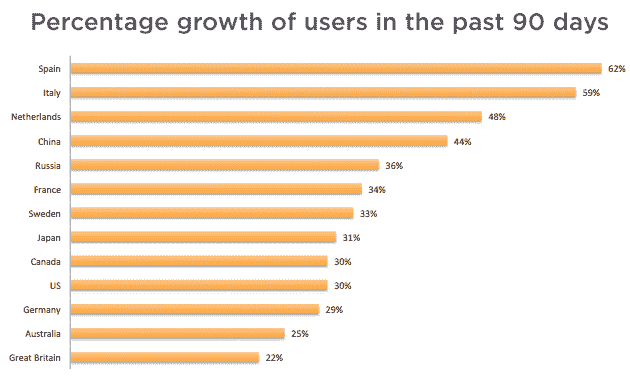 Percentage growth of users in the past 90 days
Spain 62%
Italy 59%
Netherlands 48%
China 44%
Russia 36%
France 34%
Sweden 33%
Japan 31%
Canada 30%
US 30%
Germany 29%
Australia 25%
Great Britain 22%